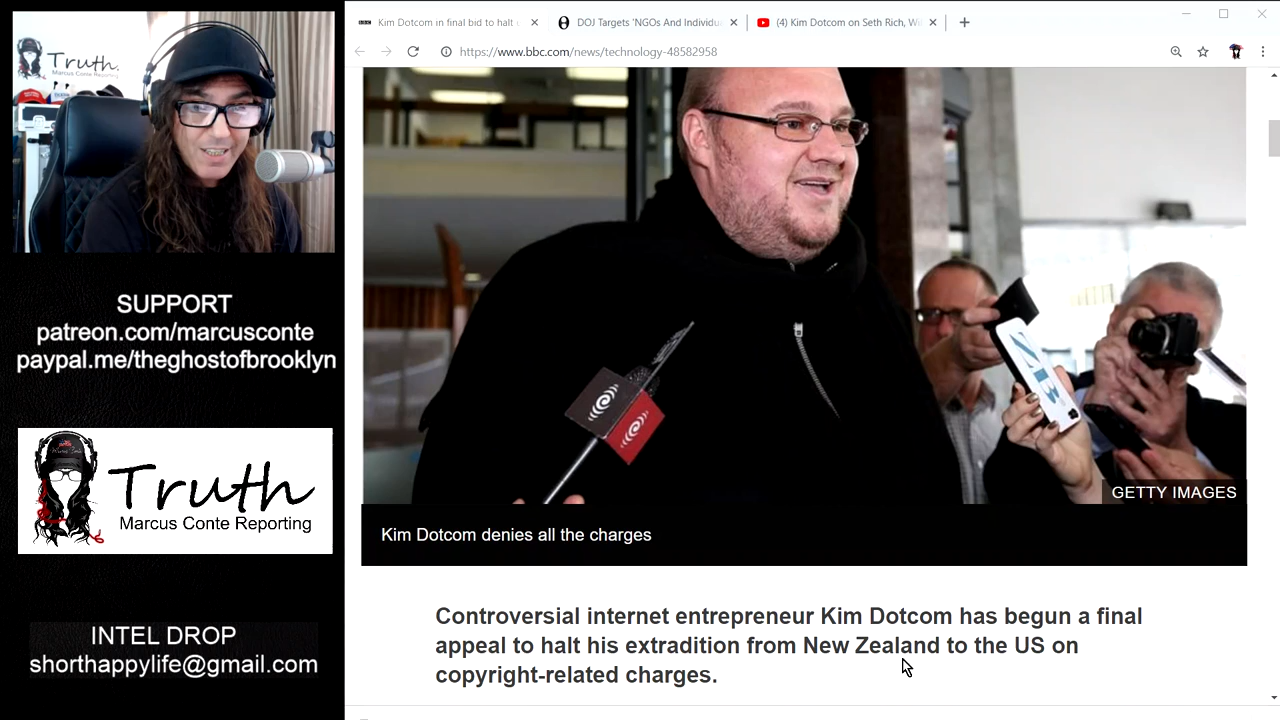 Truth.
Marcus Conte Reporting
SUPPORT
patreon.com/marcusconte
paypal.me/theghostofbrooklyn
Truth
Marcus Conte Reporting
INTEL DROP
shorthappylife@gmail.com
BBC Kim Dotcom in final bid to halt
DOJ Targets 'NGOs And Individu
(4) Kim Dotcom on Seth Rich, Wi
https://www.bbc.com/news/technology-48582958
ZB
GETTY IMAGES
Kim Dotcom denies all the charges
Controversial internet entrepreneur Kim Dotcom has begun a final
appeal to halt his extradition from New Zealand to the US on
copyright-related charges.